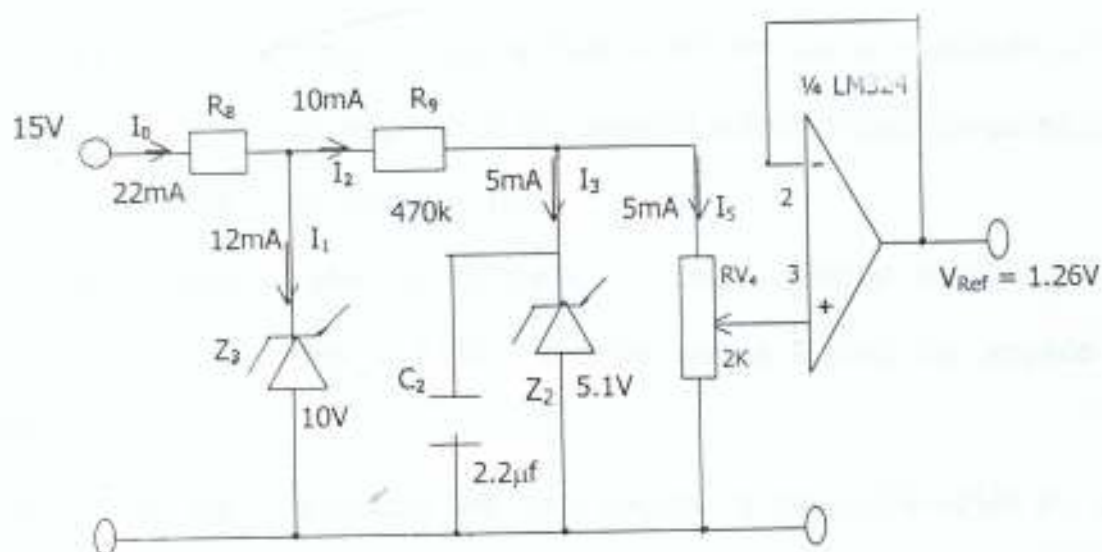 ¼ LM324
R₈
10mA
R₉
15V
I₀
I₂
22mA
470k
5mA
I₃
5mA
I₅
2
12mA
I₁
RV₄
3
V_Ref = 1.26V
-
+
Z₃
C₂
2K
Z₂
5.1V
10V
2.2µf